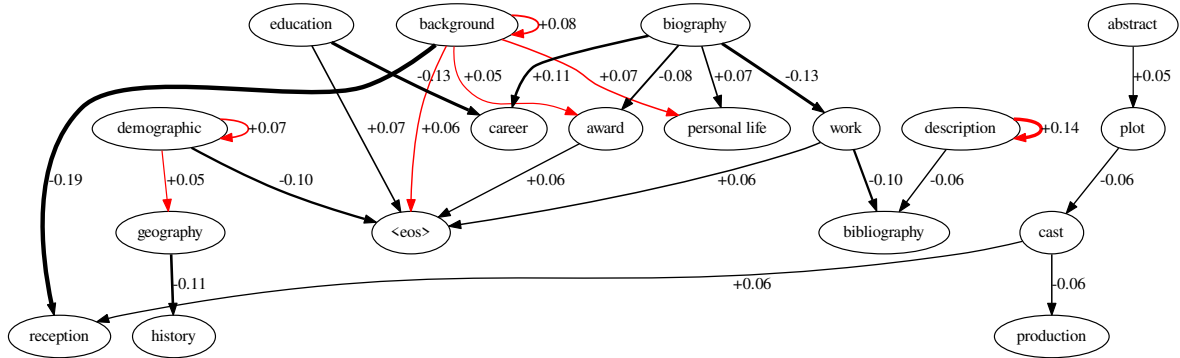 education
background
biography
abstract
+0.08
-0.13
+0.05
+0.07
+0.11
-0.08
+0.07
-0.13
+0.05
demographic
+0.07
+0.07
+0.06
career
award
personal life
work
description
+0.14
plot
-0.19
+0.05
-0.10
+0.06
+0.06
-0.10
-0.06
-0.06
geography
<eos>
bibliography
cast
-0.11
+0.06
-0.06
reception
history
production